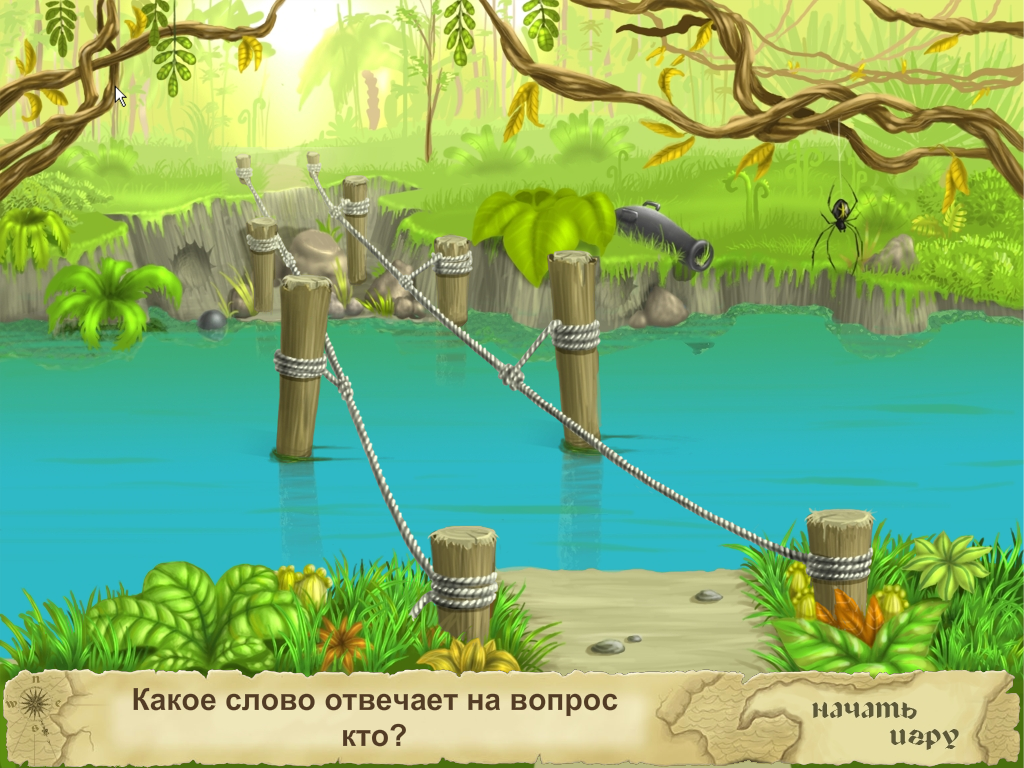 Какое слово отвечает на вопрос
кто?
начать
игру